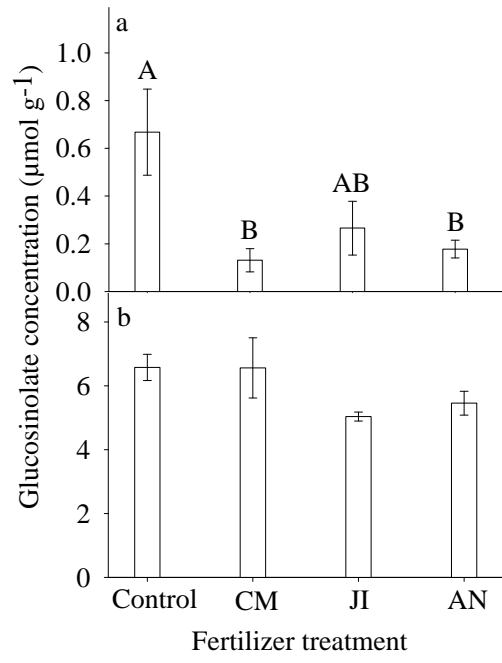 a
1.0
A
0.8
0.6
AB
0.4
B
B
0.2
0.0
b
8
6
4
2
0
Control CM JI AN
Fertilizer treatment
Glucosinolate concentration (µmol g⁻¹)